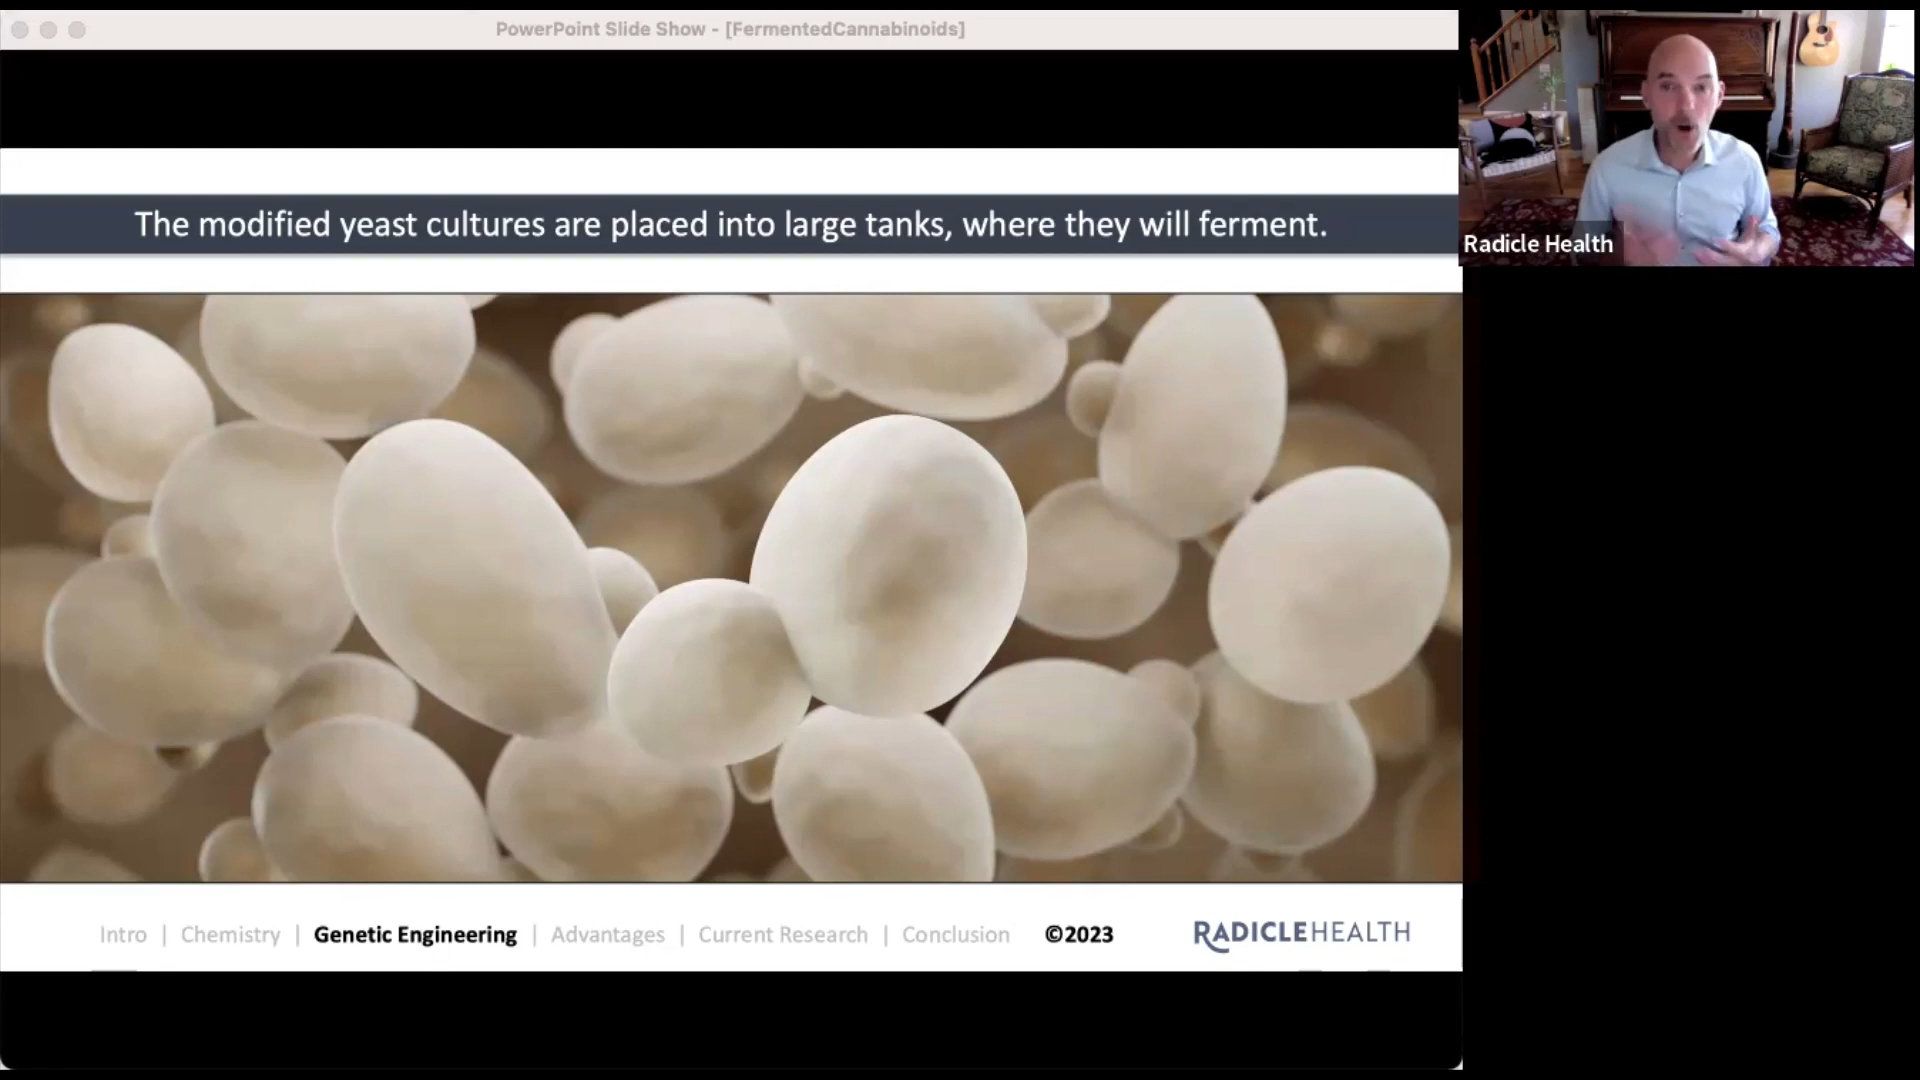 PowerPoint Slide Show - [FermentedCannabinoids]
Radicle Health
The modified yeast cultures are placed into large tanks, where they will ferment.
Intro | Chemistry | Genetic Engineering | Advantages | Current Research | Conclusion ©2023 RADICLEHEALTH